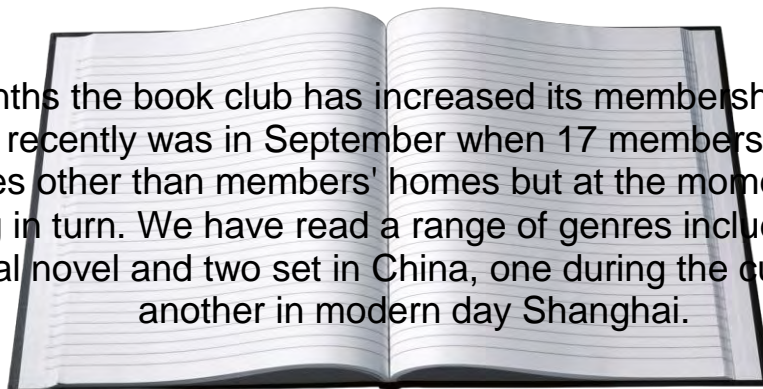 the book club has increased its
recently was in September when 17 members
other than members' homes but at the
in turn. We have read a range of genres
novel and two set in China, one during the
another in modern day Shanghai.